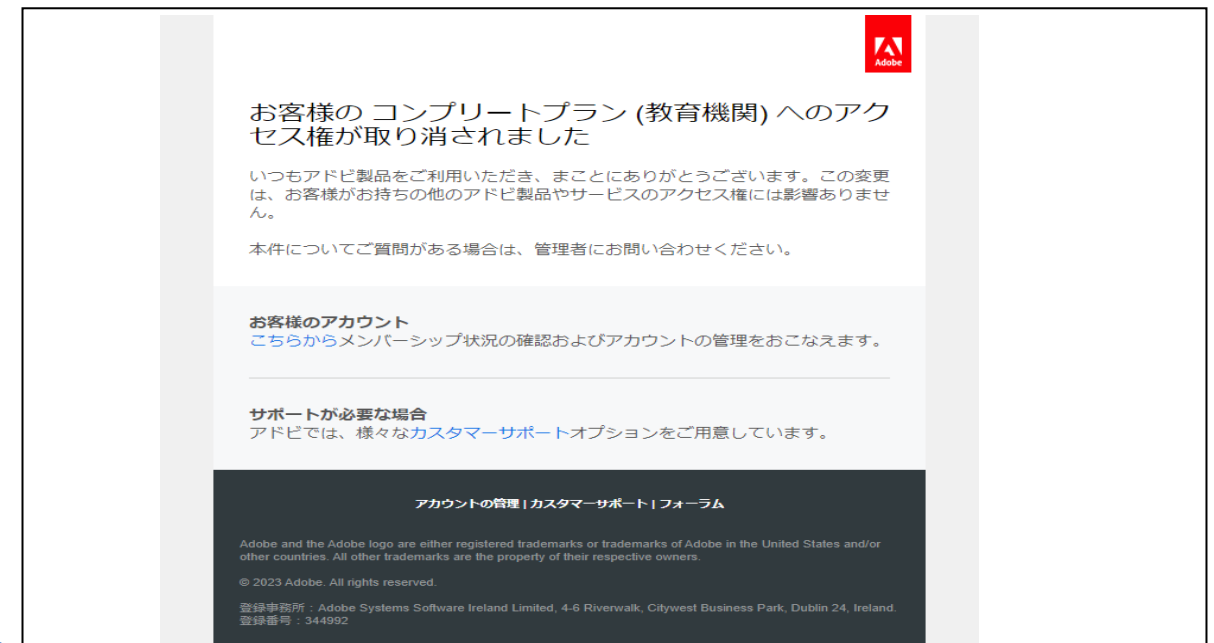 Adobe
お客様の コンプリートプラン (教育機関) へのアク
セス権が取り消されました
いつもアドビ製品をご利用いただき、まことにありがとうございます。この変更
は、お客様がお持ちの他のアドビ製品やサービスのアクセス権には影響ありませ
ん。
本件についてご質問がある場合は、管理者にお問い合わせください。
お客様のアカウント
こちらからメンバーシップ状況の確認およびアカウントの管理をおこなえます。
サポートが必要な場合
アドビでは、様々なカスタマーサポートオプションをご用意しています。
アカウントの管理 | カスタマーサポート | フォーラム
Adobe and the Adobe logo are either registered trademarks or trademarks of Adobe in the United States and/or
other countries. All other trademarks are the property of their respective owners.
© 2023 Adobe. All rights reserved.
登録事務所：Adobe Systems Software Ireland Limited, 4-6 Riverwalk, Citywest Business Park, Dublin 24, Ireland.
登録番号：344992